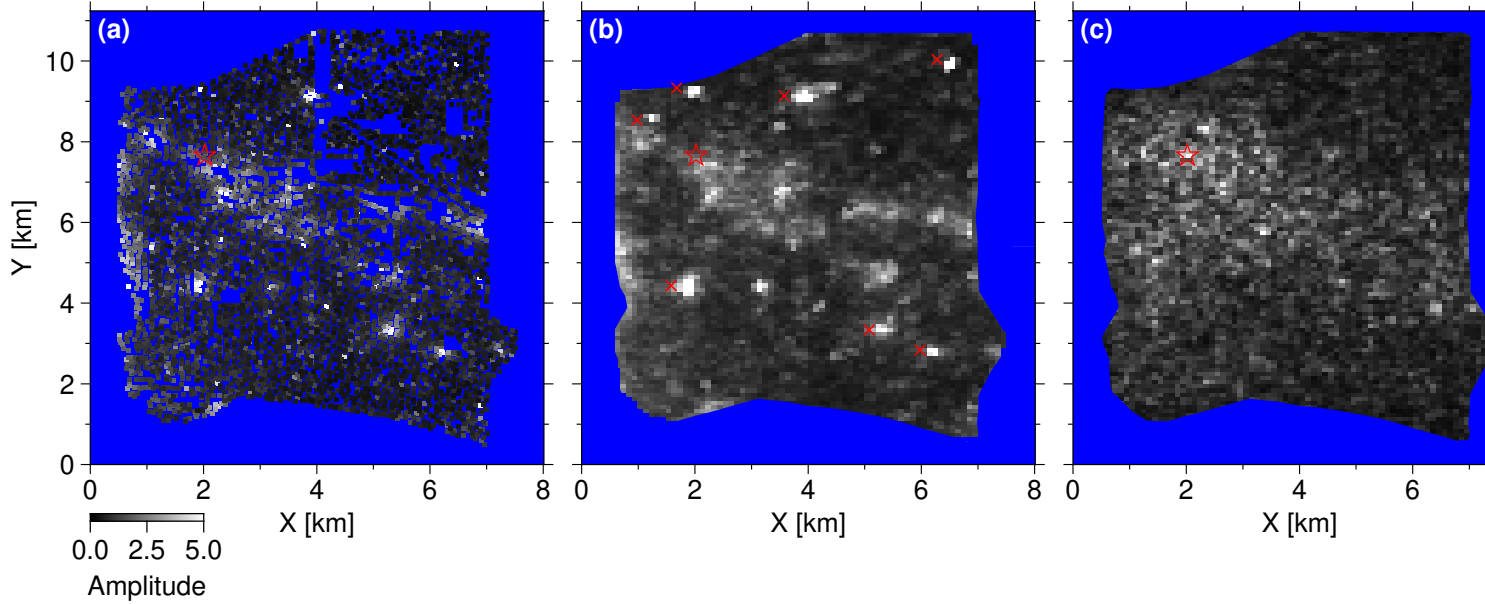 (a)
(b)
(c)
10
8
6
4
2
0
Y [km]
0 2 4 6 8
0 2 4 6 8
0 2 4 6
X [km]
X [km]
X [km]
0.0 2.5 5.0
Amplitude